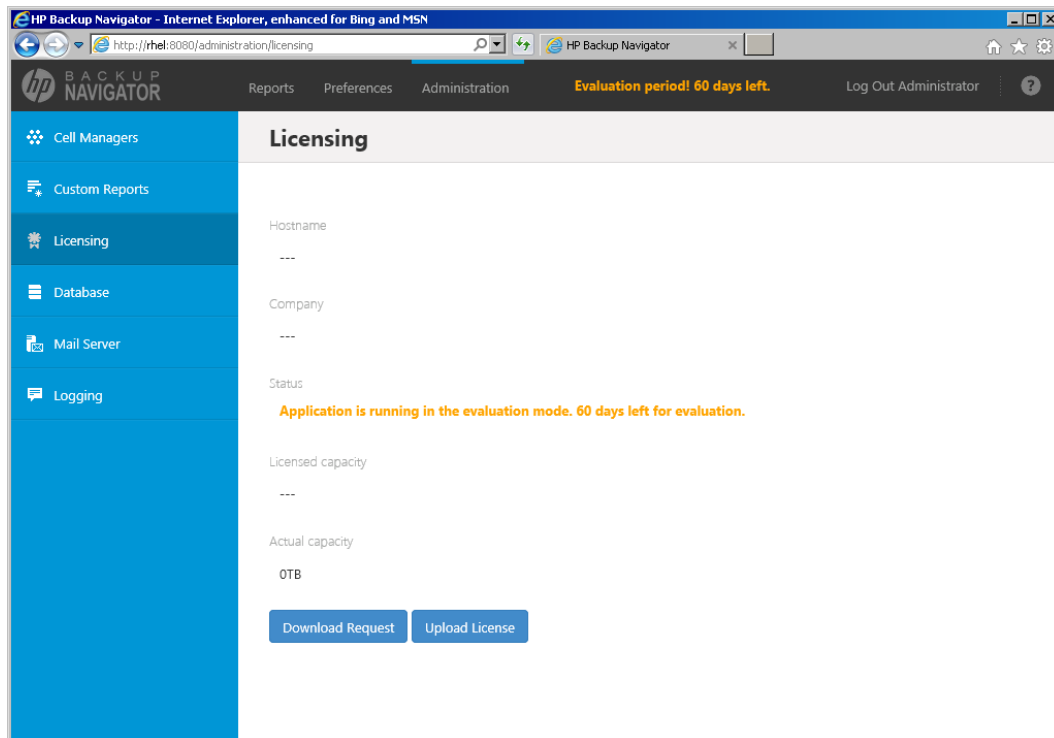 HP Backup Navigator - Internet Explorer, enhanced for Bing and MSN
http://rhel:8080/administration/licensing
HP Backup Navigator
hp BACKUP NAVIGATOR
Reports Preferences Administration Evaluation period! 60 days left. Log Out Administrator ?
Cell Managers
Custom Reports
Licensing
Database
Mail Server
Logging
Licensing
Hostname
---
Company
---
Status
Application is running in the evaluation mode. 60 days left for evaluation.
Licensed capacity
---
Actual capacity
0TB
Download Request Upload License